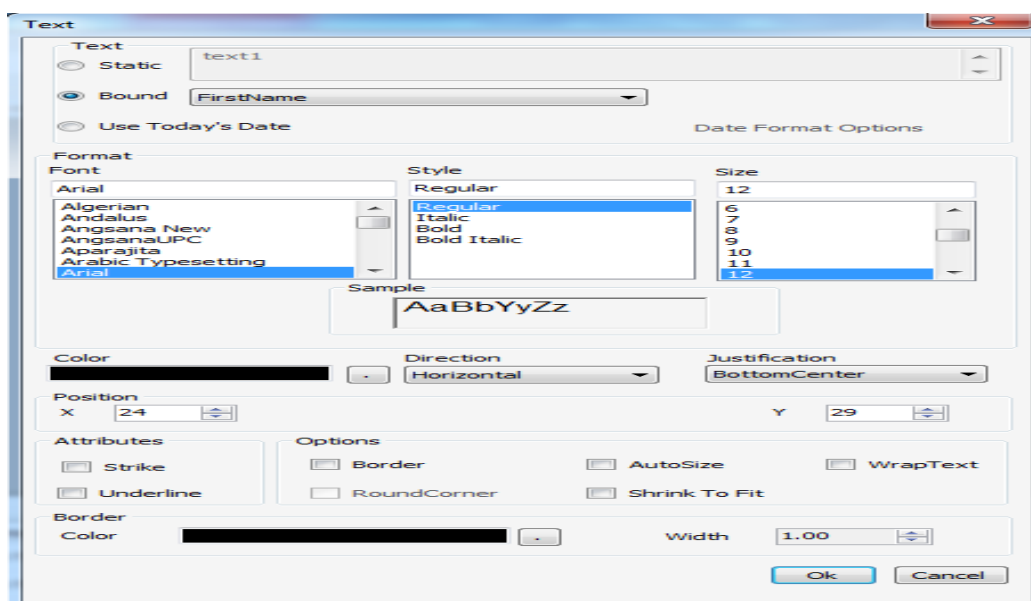 Text
Text
Static text1
Bound FirstName
Use Today's Date Date Format Options
Format
Font Style Size
Arial Regular 12
Algerian Regular 6
Andalus Italic 7
Angsana New Bold 8
AngsanaUPC Bold Italic 9
Aparajita 10
Arabic Typesetting 11
Arial 12
Sample
AaBbYyZz
Color Direction Justification
. Horizontal BottomCenter
Position
X 24 Y 29
Attributes Options
Strike Border AutoSize WrapText
Underline RoundCorner Shrink To Fit
Border
Color . Width 1.00
Ok Cancel